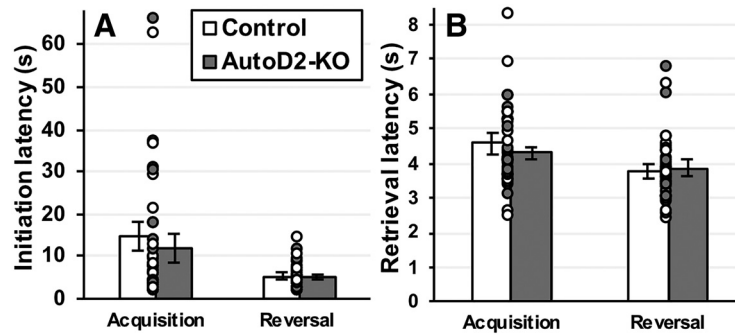 A
Control
AutoD2-KO
Initiation latency (s)
60
50
40
30
20
10
0
Acquisition
Reversal
B
Retrieval latency (s)
8
7
6
5
4
3
2
1
0
Acquisition
Reversal